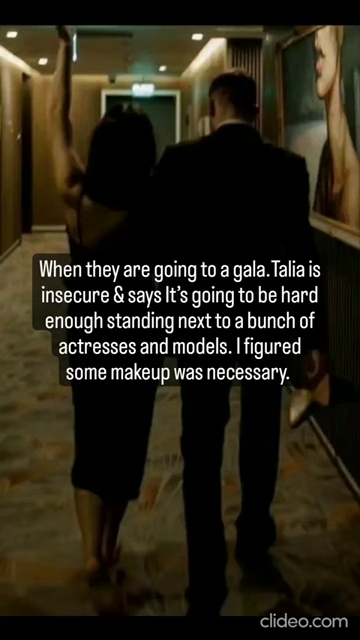 When they are going to a gala.Talia is
insecure & says It's going to be hard
enough standing next to a bunch of
actresses and models. I figured
some makeup was necessary.
clideo.com